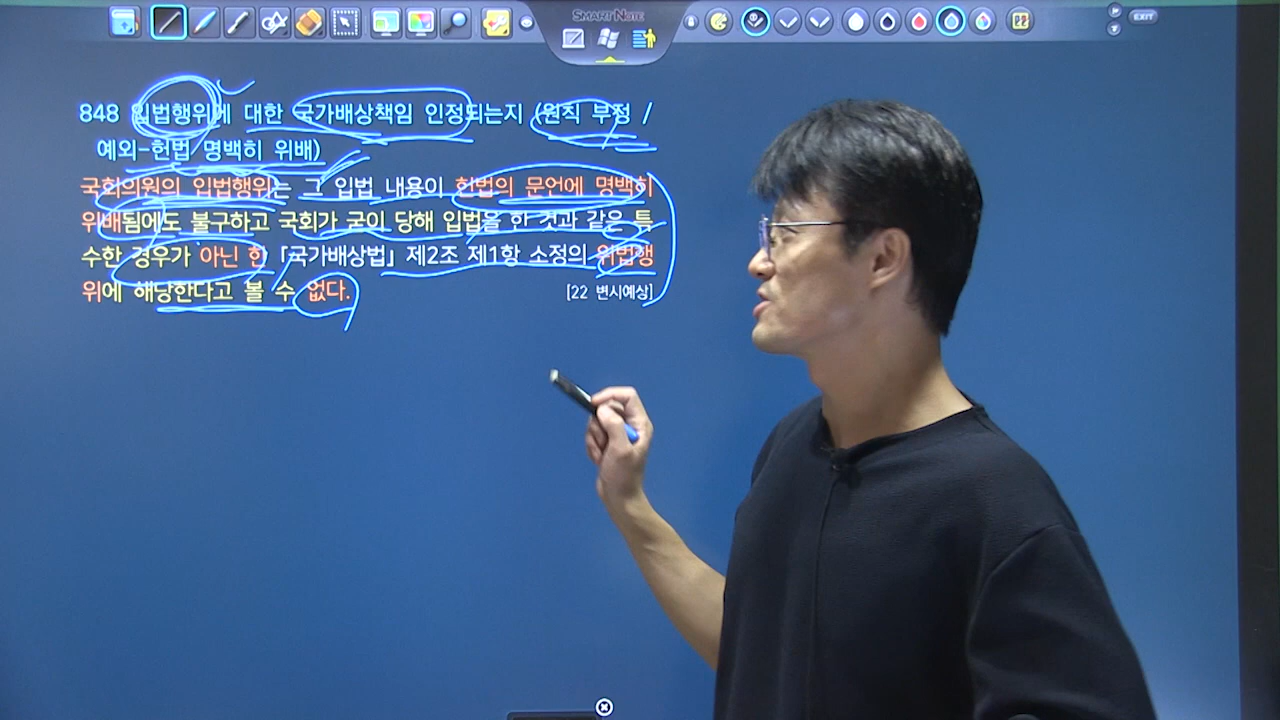 SMARTNOTE
EXIT
848 입법행위에 대한 국가배상책임 인정되는지 (원칙 부정 /
예외-헌법 명백히 위배)
국회의원의 입법행위는 그 입법 내용이 헌법의 문언에 명백히
위배됨에도 불구하고 국회가 굳이 당해 입법을 한 것과 같은 특
수한 경우가 아닌 한 「국가배상법」 제2조 제1항 소정의 위법행
위에 해당한다고 볼 수 없다.
[22 변시예상]